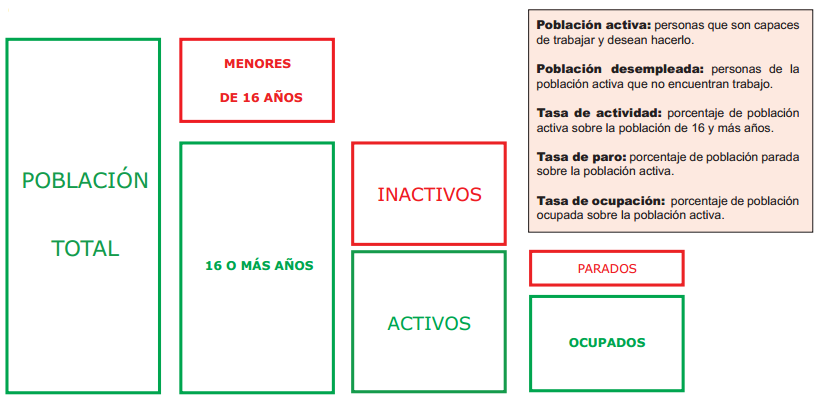 POBLACIÓN
TOTAL
MENORES
DE 16 AÑOS
16 O MÁS AÑOS
INACTIVOS
ACTIVOS
Población activa: personas que son capaces
de trabajar y desean hacerlo.
Población desempleada: personas de la
población activa que no encuentran trabajo.
Tasa de actividad: porcentaje de población
activa sobre la población de 16 y más años.
Tasa de paro: porcentaje de población parada
sobre la población activa.
Tasa de ocupación: porcentaje de población
ocupada sobre la población activa.
PARADOS
OCUPADOS